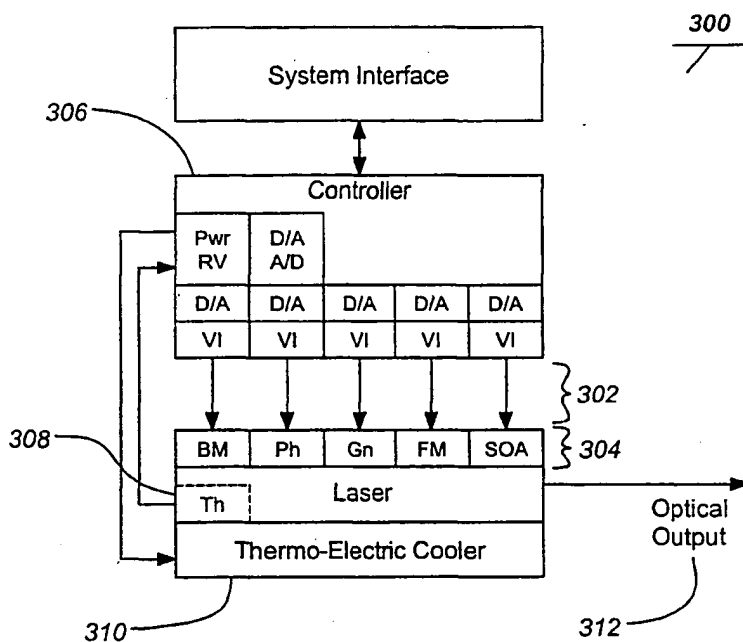 300
System Interface
306
Controller
Pwr D/A
RV A/D
D/A D/A D/A D/A D/A
VI VI VI VI VI
302
BM Ph Gn FM SOA
304
308
Laser
Th
Optical
Output
Thermo-Electric Cooler
310
312